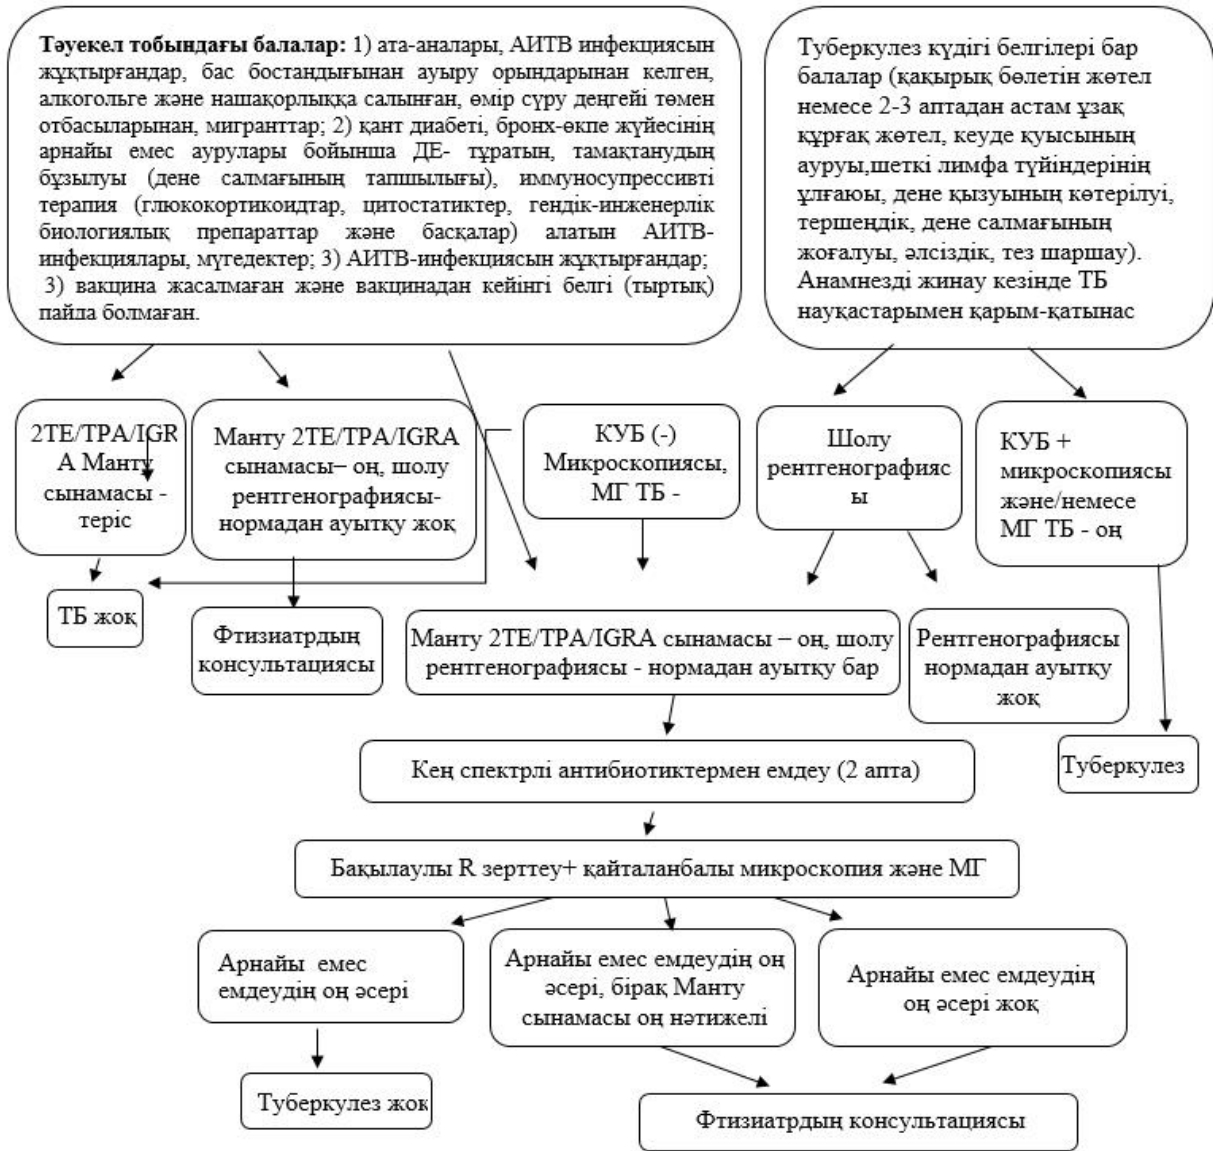 Тәуекел тобындағы балалар: 1) ата-аналары, АИТВ инфекциясын
жұқтырғандар, бас бостандығынан ауыру орындарынан келген,
алкогольге және нашақорлыққа салынған, өмір сүру деңгейі төмен
отбасыларынан, мигранттар; 2) қант диабеті, бронх-өкпе жүйесінің
арнайы емес аурулары бойынша ДЕ- тұратын, тамақтанудың
бұзылуы (дене салмағының тапшылығы), иммуносупрессивті
терапия (глюкокортикоидтар, цитостатиктер, гендік-инженерлік
биологиялық препараттар және басқалар) алатын АИТВ-
инфекциялары, мүгедектер; 3) АИТВ-инфекциясын жұқтырғандар;
3) вакцина жасалмаған және вакцинадан кейінгі белгі (тыртық)
пайда болмаған.
Туберкулез күдігі белгілері бар
балалар (қақырық бөлетін жөтел
немесе 2-3 аптадан астам ұзақ
құрғақ жөтел, кеуде қуысының
ауруы,шеткі лимфа түйіндерінің
ұлғаюы, дене қызуының көтерілуі,
тершеңдік, дене салмағының
жоғалуы, әлсіздік, тез шаршау).
Анамнезді жинау кезінде ТБ
науқастарымен қарым-қатынас
2ТЕ/ТРА/IGR
А Манту
сынамасы -
теріс
Манту 2ТЕ/ТРА/IGRA
сынамасы– оң, шолу
рентгенографиясы-
нормадан ауытқу жоқ
КУБ (-)
Микроскопиясы,
МГ ТБ -
Шолу
рентгенографияс
ы
КУБ +
микроскопиясы
және/немесе
МГ ТБ - оң
ТБ жоқ
Фтизиатрдың
консультациясы
Манту 2ТЕ/ТРА/IGRA сынамасы – оң, шолу
рентгенографиясы - нормадан ауытқу бар
Рентгенографиясы
нормадан ауытқу
жоқ
Туберкулез
Кең спектрлі антибиотиктермен емдеу (2 апта)
Бақылаулы R зерттеу+ қайталанбалы микроскопия және МГ
Арнайы емес
емдеудің оң әсері
Арнайы емес емдеудің оң
әсері, бірақ Манту
сынамасы оң нәтижелі
Арнайы емес емдеудің
оң әсері жоқ
Туберкулез жоқ
Фтизиатрдың консультациясы